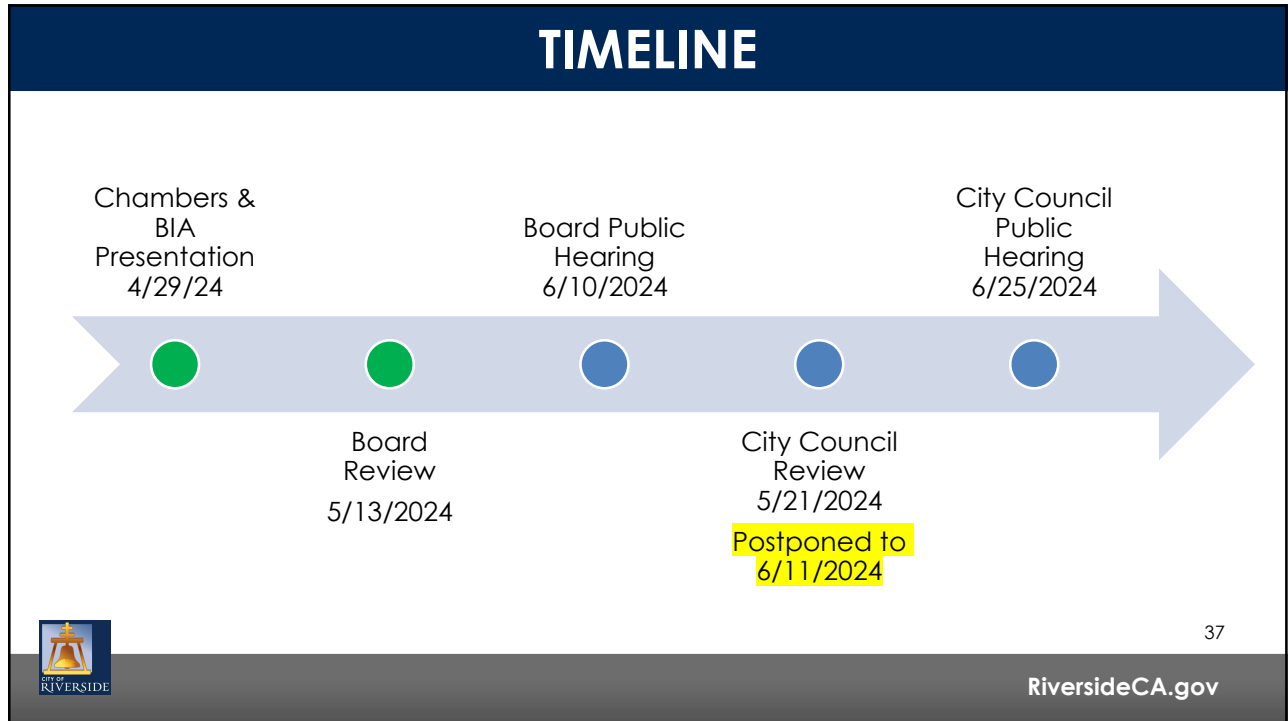 TIMELINE
Chambers &
BIA
Presentation
4/29/24
Board
Review
5/13/2024
Board Public
Hearing
6/10/2024
City Council
Review
5/21/2024
Postponed to
6/11/2024
City Council
Public
Hearing
6/25/2024
37
CITY OF
RIVERSIDE
RiversideCA.gov